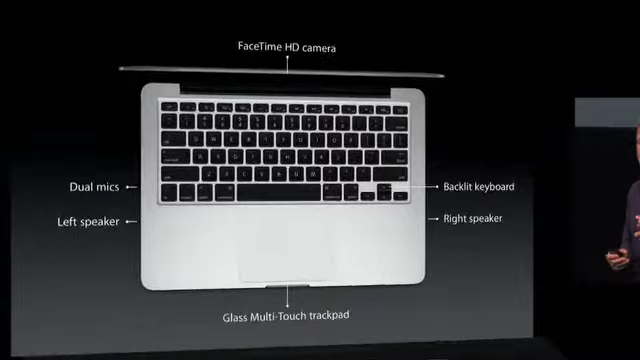 FaceTime HD camera
Dual mics
Backlit keyboard
Left speaker
Right speaker
Glass Multi-Touch trackpad